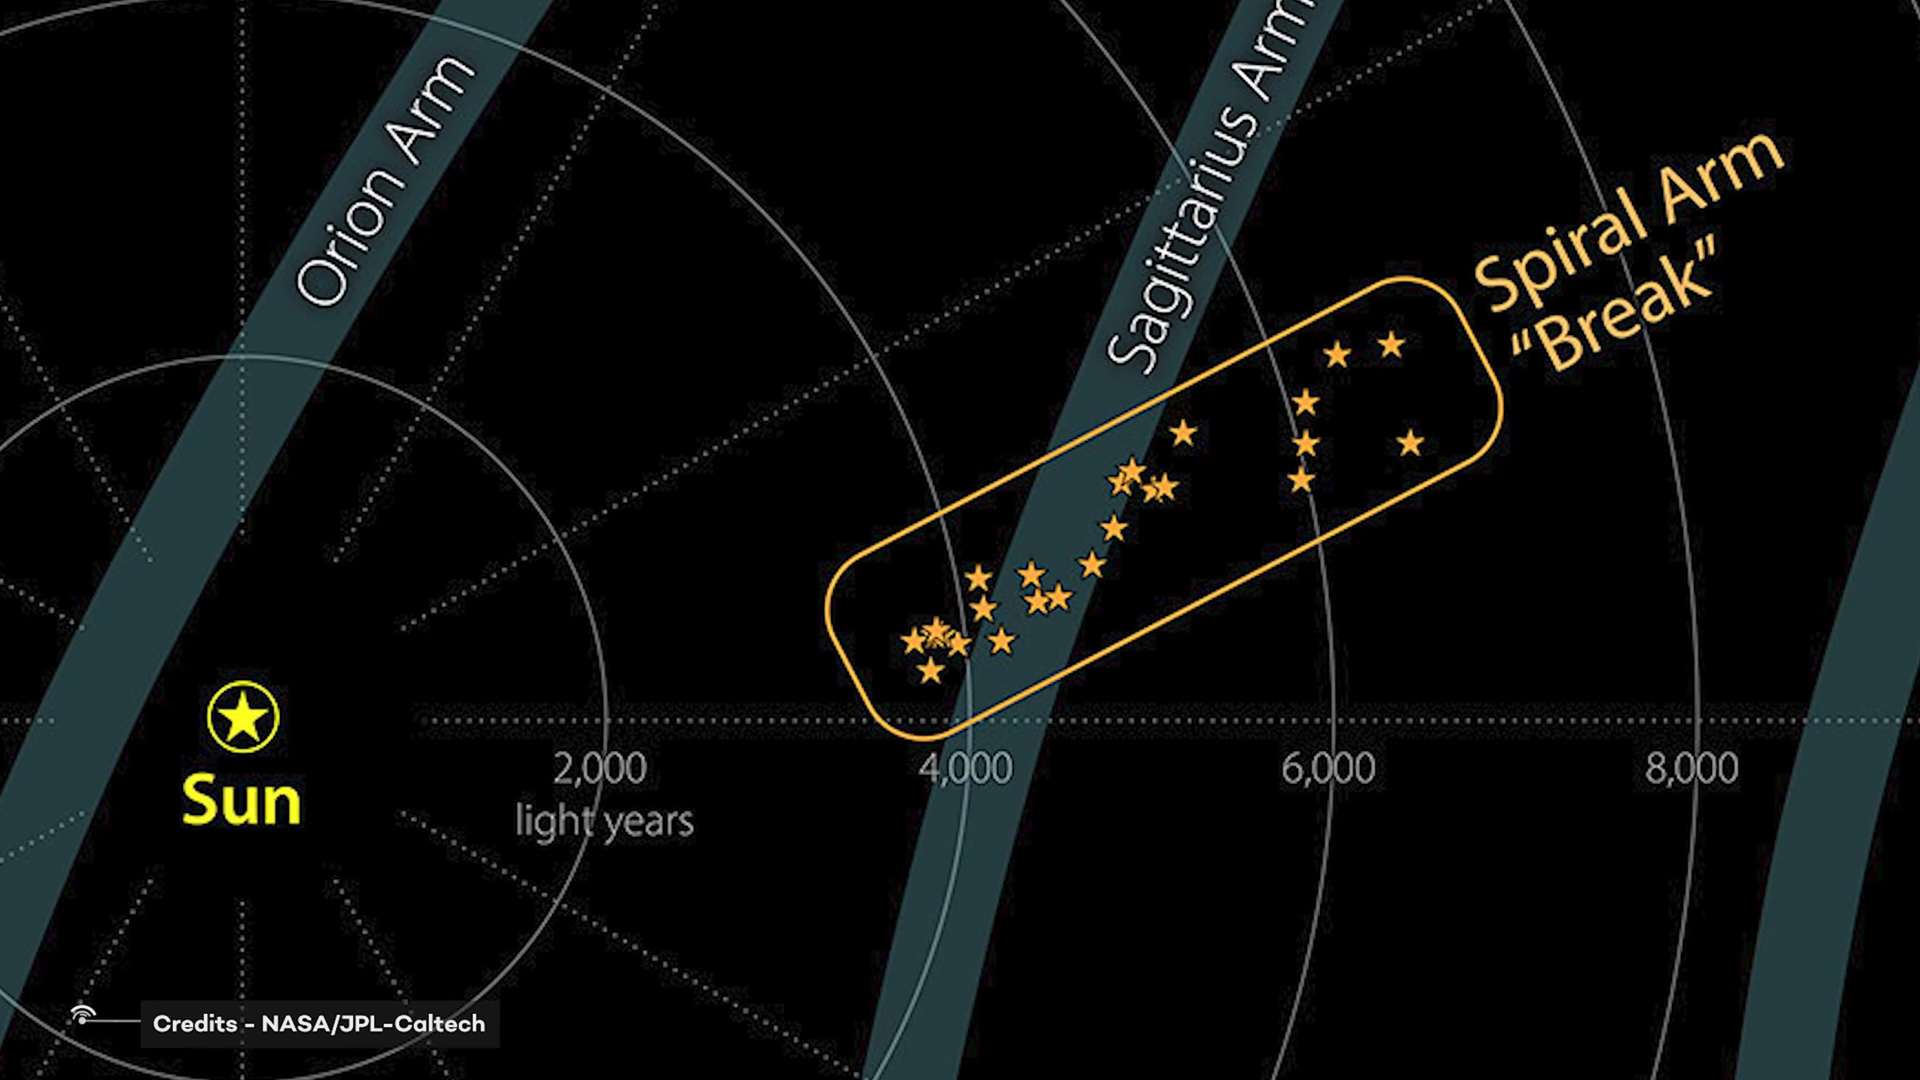 Orion Arm
Sagittarius Arm
Spiral Arm
“Break”
Sun
2,000
4,000
6,000
8,000
light years
Credits - NASA/JPL-Caltech